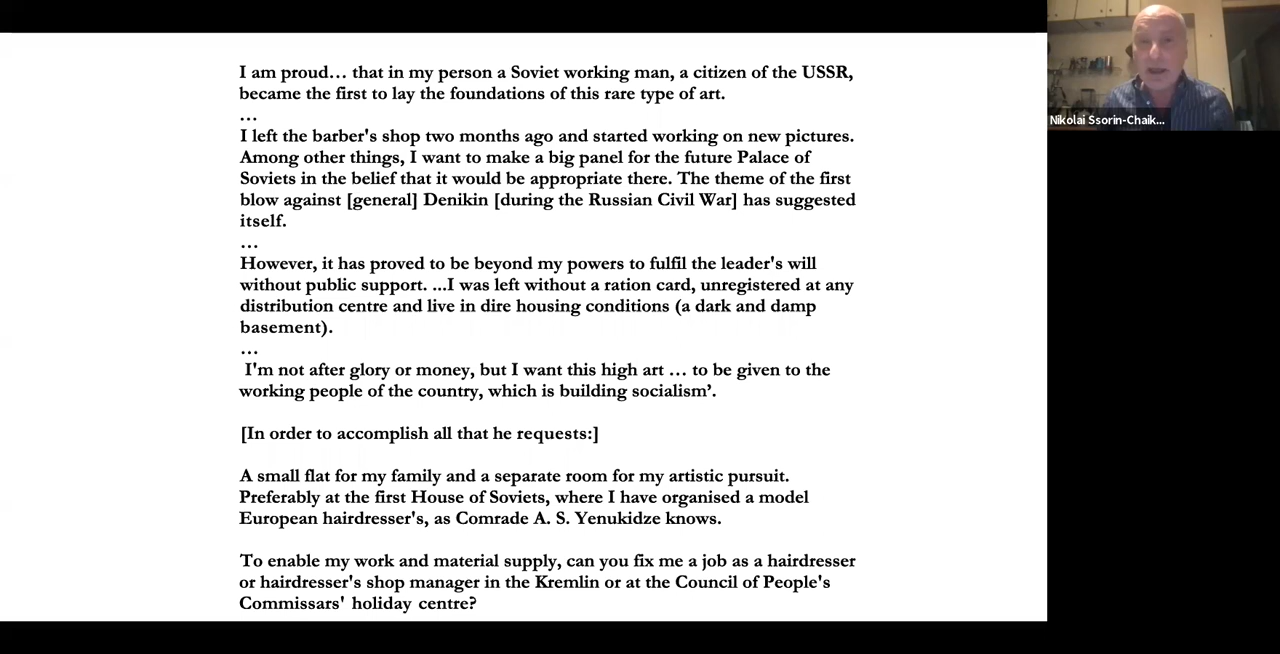 I am proud… that in my person a Soviet working man, a citizen of the USSR,
became the first to lay the foundations of this rare type of art.
…
I left the barber's shop two months ago and started working on new pictures.
Among other things, I want to make a big panel for the future Palace of
Soviets in the belief that it would be appropriate there. The theme of the first
blow against [general] Denikin [during the Russian Civil War] has suggested
itself.
…
However, it has proved to be beyond my powers to fulfil the leader's will
without public support. ...I was left without a ration card, unregistered at any
distribution centre and live in dire housing conditions (a dark and damp
basement).
…
I'm not after glory or money, but I want this high art … to be given to the
working people of the country, which is building socialism’.
[In order to accomplish all that he requests:]
A small flat for my family and a separate room for my artistic pursuit.
Preferably at the first House of Soviets, where I have organised a model
European hairdresser's, as Comrade A. S. Yenukidze knows.
To enable my work and material supply, can you fix me a job as a hairdresser
or hairdresser's shop manager in the Kremlin or at the Council of People's
Commissars' holiday centre?
Nikolai Ssorin-Chaik...